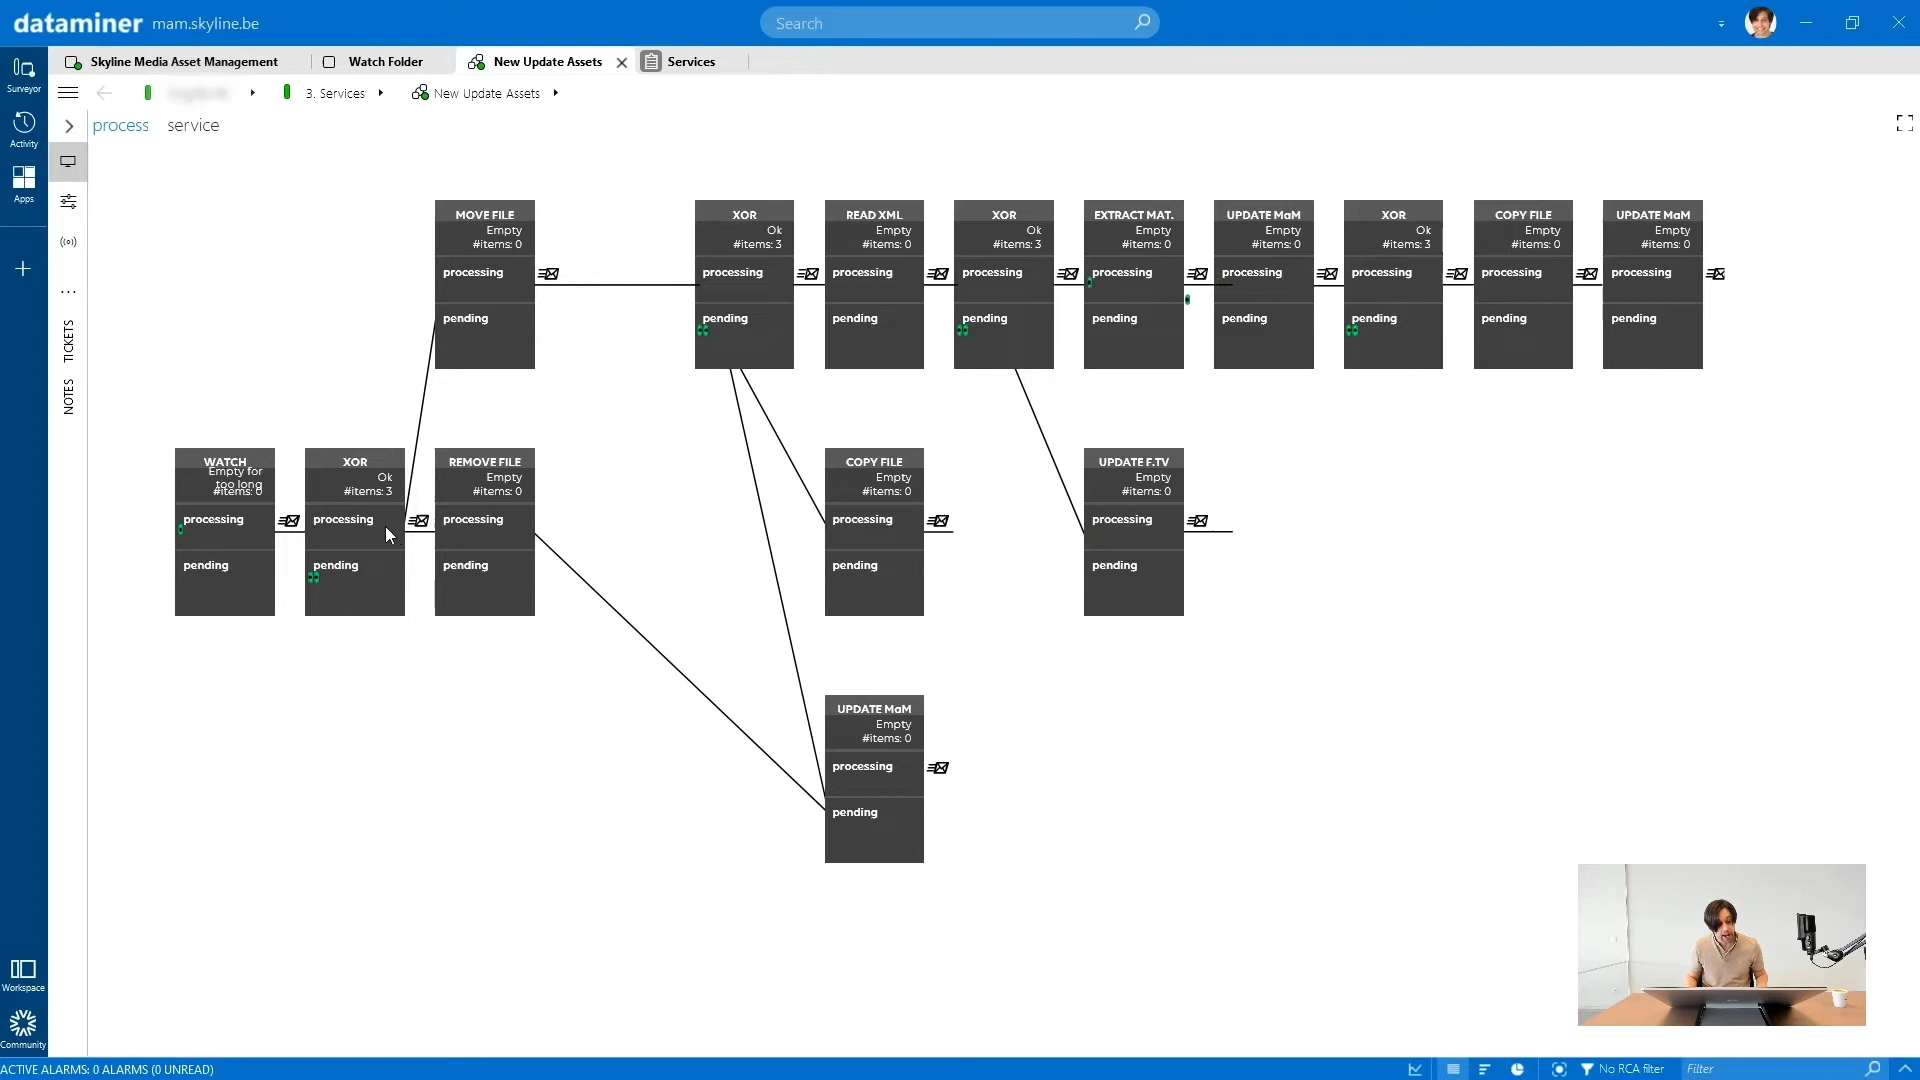 dataminer mam.skyline.be
Search
Skyline Media Asset Management
Watch Folder
New Update Assets
Services
Surveyor
Activity
Apps
3. Services
New Update Assets
process service
TICKETS
NOTES
MOVE FILE
Empty
#items: 0
processing
pending
XOR
Ok
#items: 3
processing
pending
READ XML
Empty
#items: 0
processing
pending
XOR
Ok
#items: 3
processing
pending
EXTRACT MAT.
Empty
#items: 0
processing
pending
UPDATE MaM
Empty
#items: 0
processing
pending
XOR
Ok
#items: 3
processing
pending
COPY FILE
Empty
#items: 0
processing
pending
UPDATE MaM
Empty
#items: 0
processing
pending
WATCH
Empty for
too long
#items: 0
processing
pending
XOR
Ok
#items: 3
processing
pending
REMOVE FILE
Empty
#items: 0
processing
pending
COPY FILE
Empty
#items: 0
processing
pending
UPDATE F.TV
Empty
#items: 0
processing
pending
UPDATE MaM
Empty
#items: 0
processing
pending
Workspace
Community
ACTIVE ALARMS: 0 ALARMS (0 UNREAD)
No RCA filter
Filter